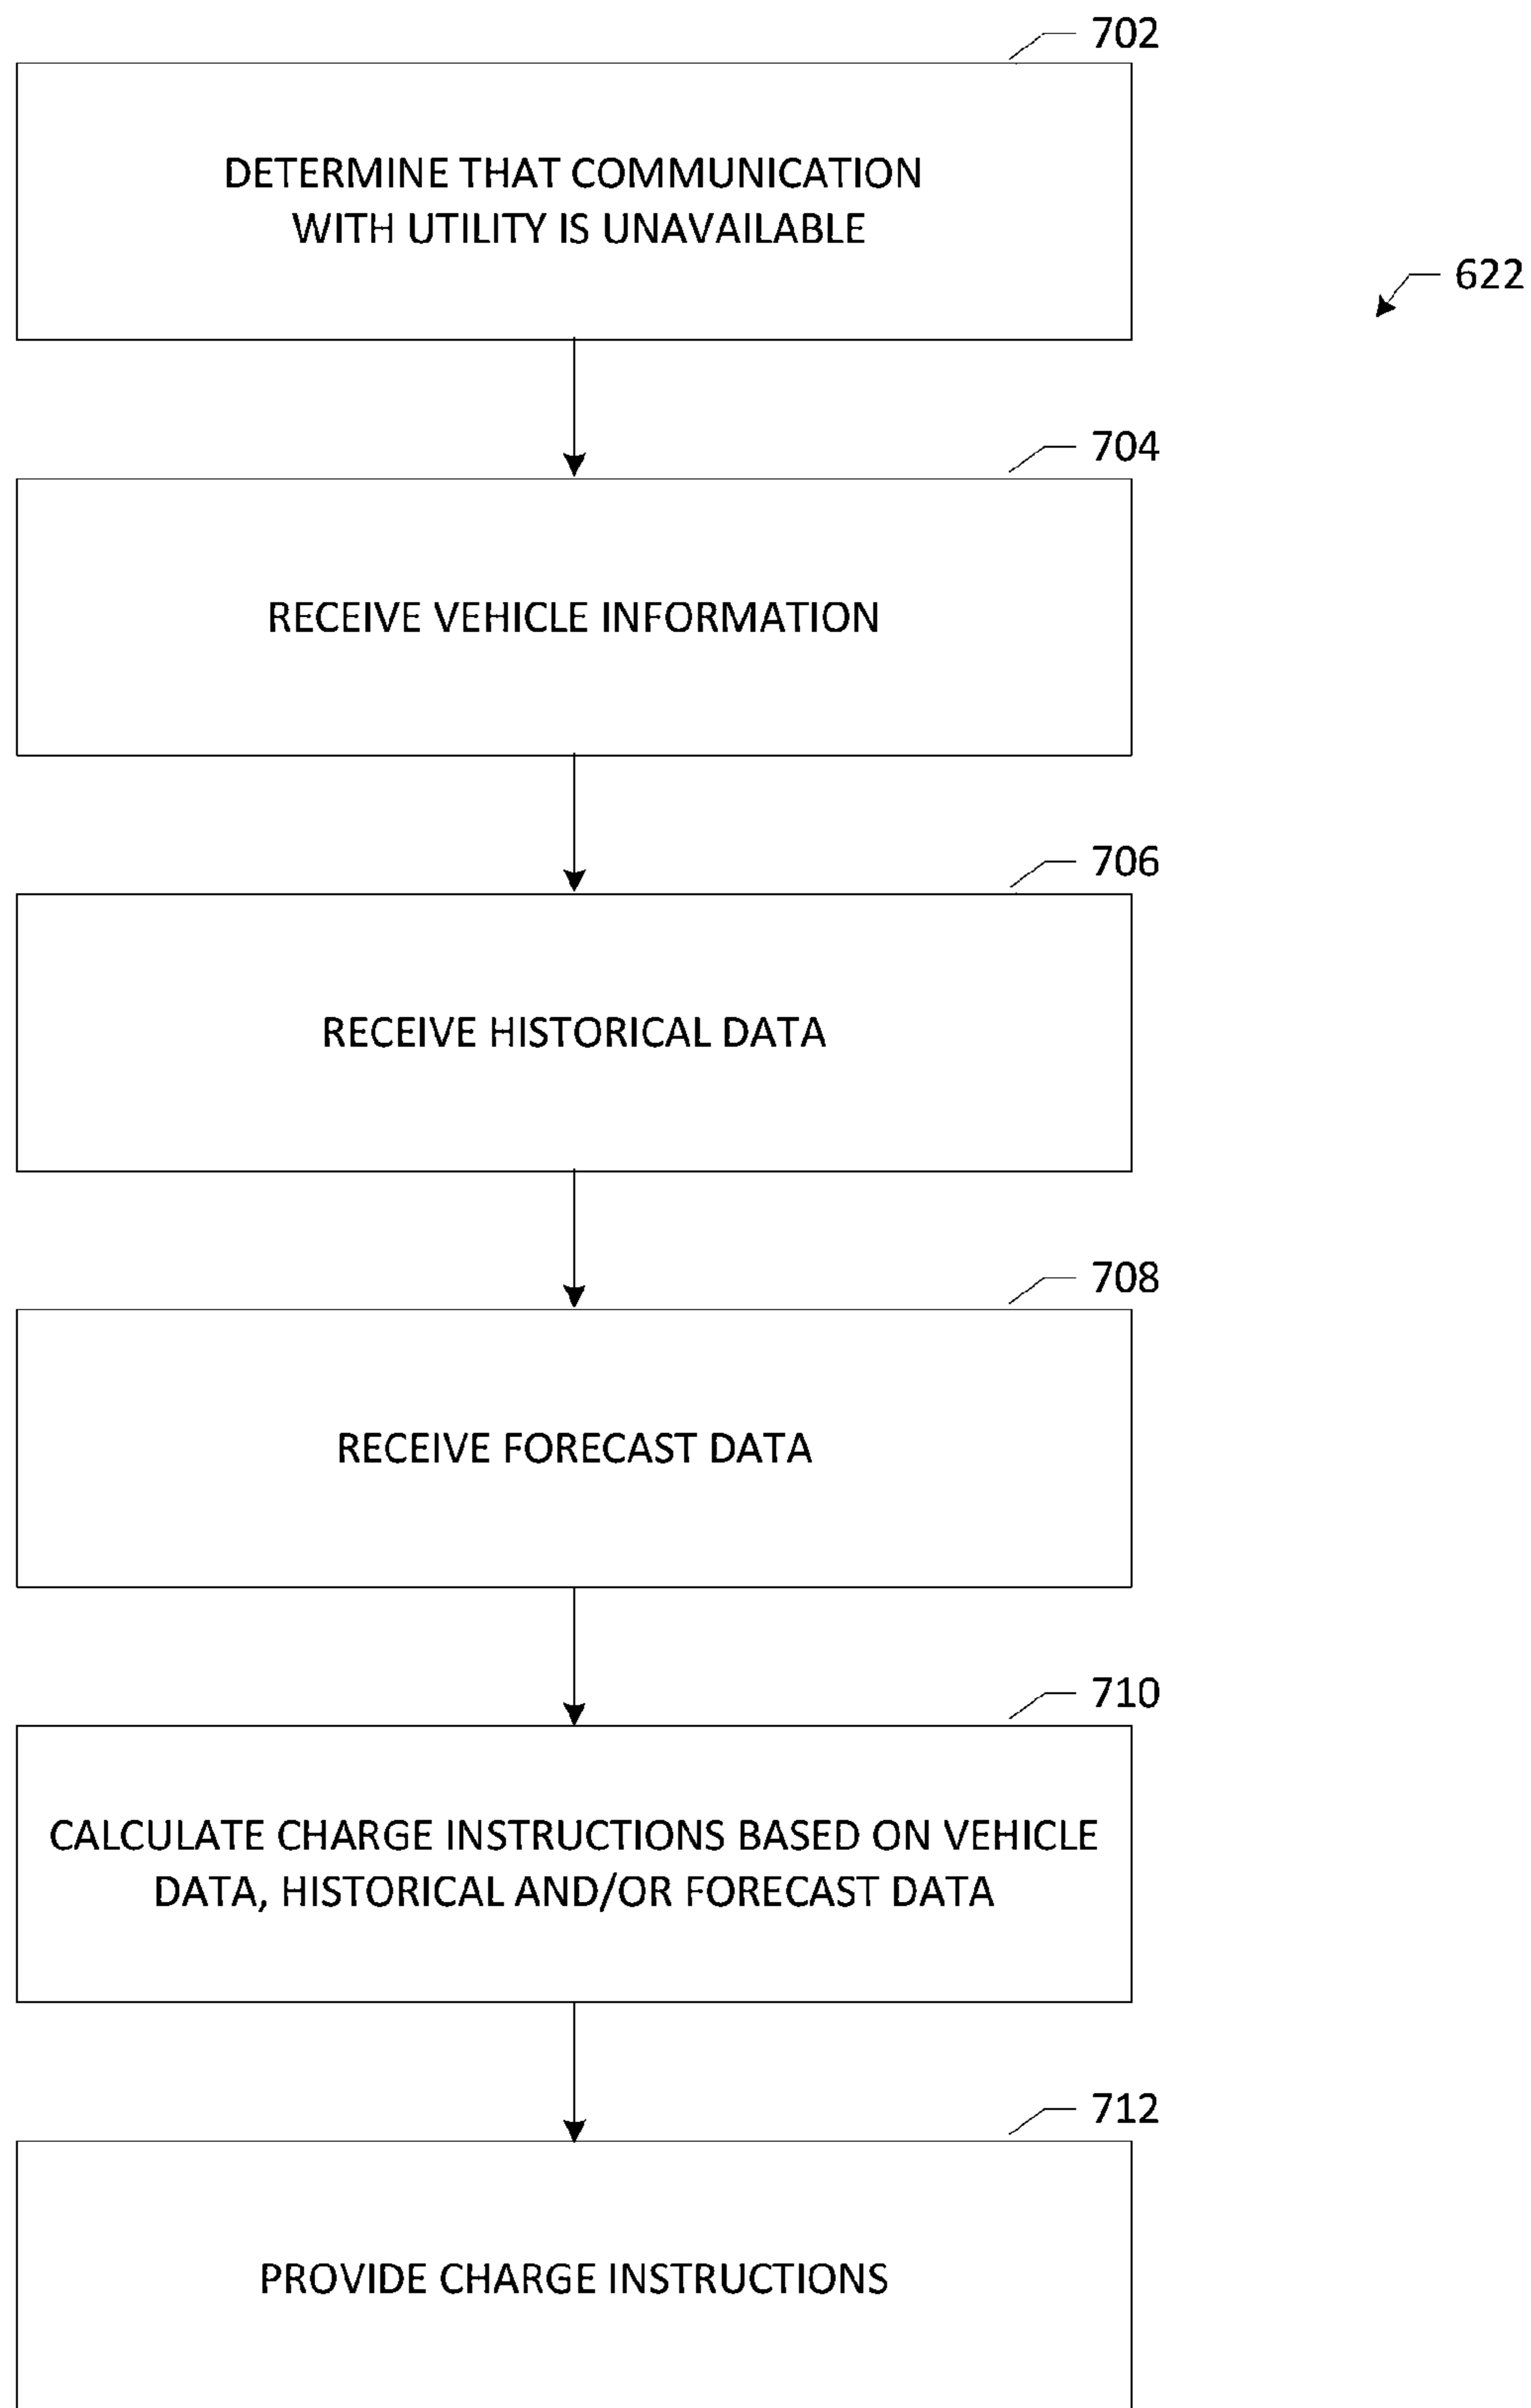 702
DETERMINE THAT COMMUNICATION
WITH UTILITY IS UNAVAILABLE
622
704
RECEIVE VEHICLE INFORMATION
706
RECEIVE HISTORICAL DATA
708
RECEIVE FORECAST DATA
710
CALCULATE CHARGE INSTRUCTIONS BASED ON VEHICLE
DATA, HISTORICAL AND/OR FORECAST DATA
712
PROVIDE CHARGE INSTRUCTIONS